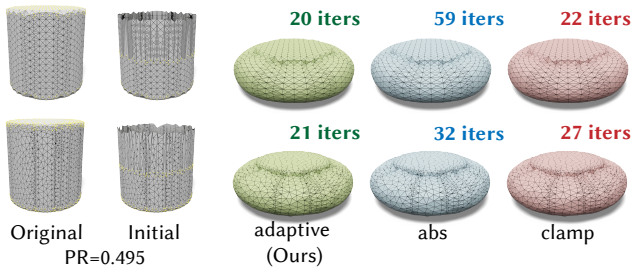 20 iters 59 iters 22 iters
21 iters 32 iters 27 iters
Original Initial adaptive abs clamp
(Ours)
PR=0.495